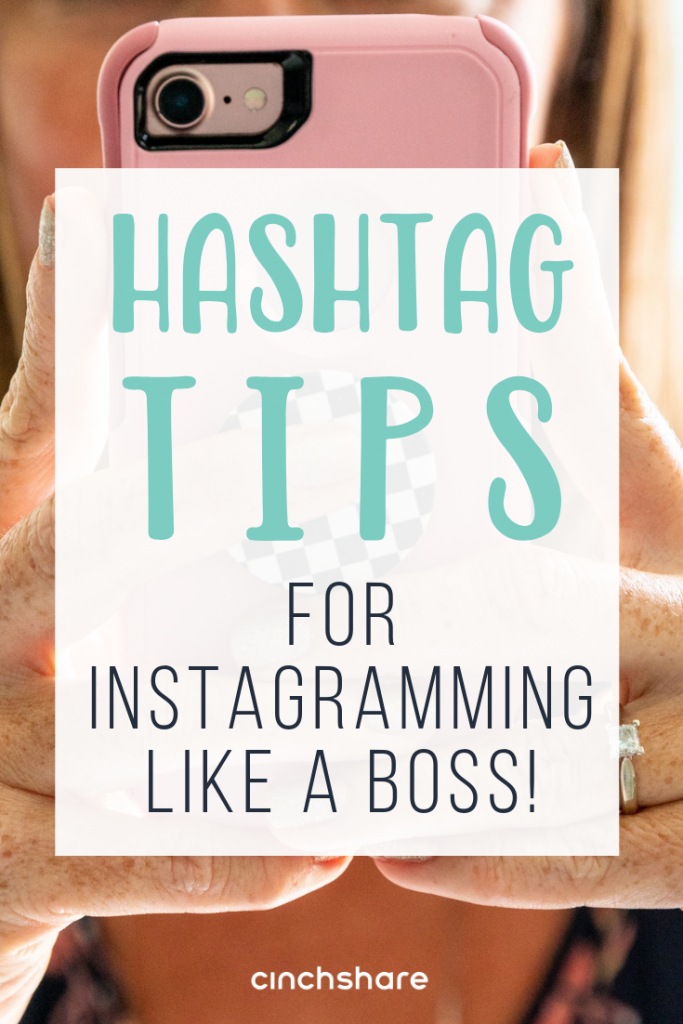 HASHTAG
TIPS
FOR
INSTAGRAMMING
LIKE A BOSS!
cinchshare